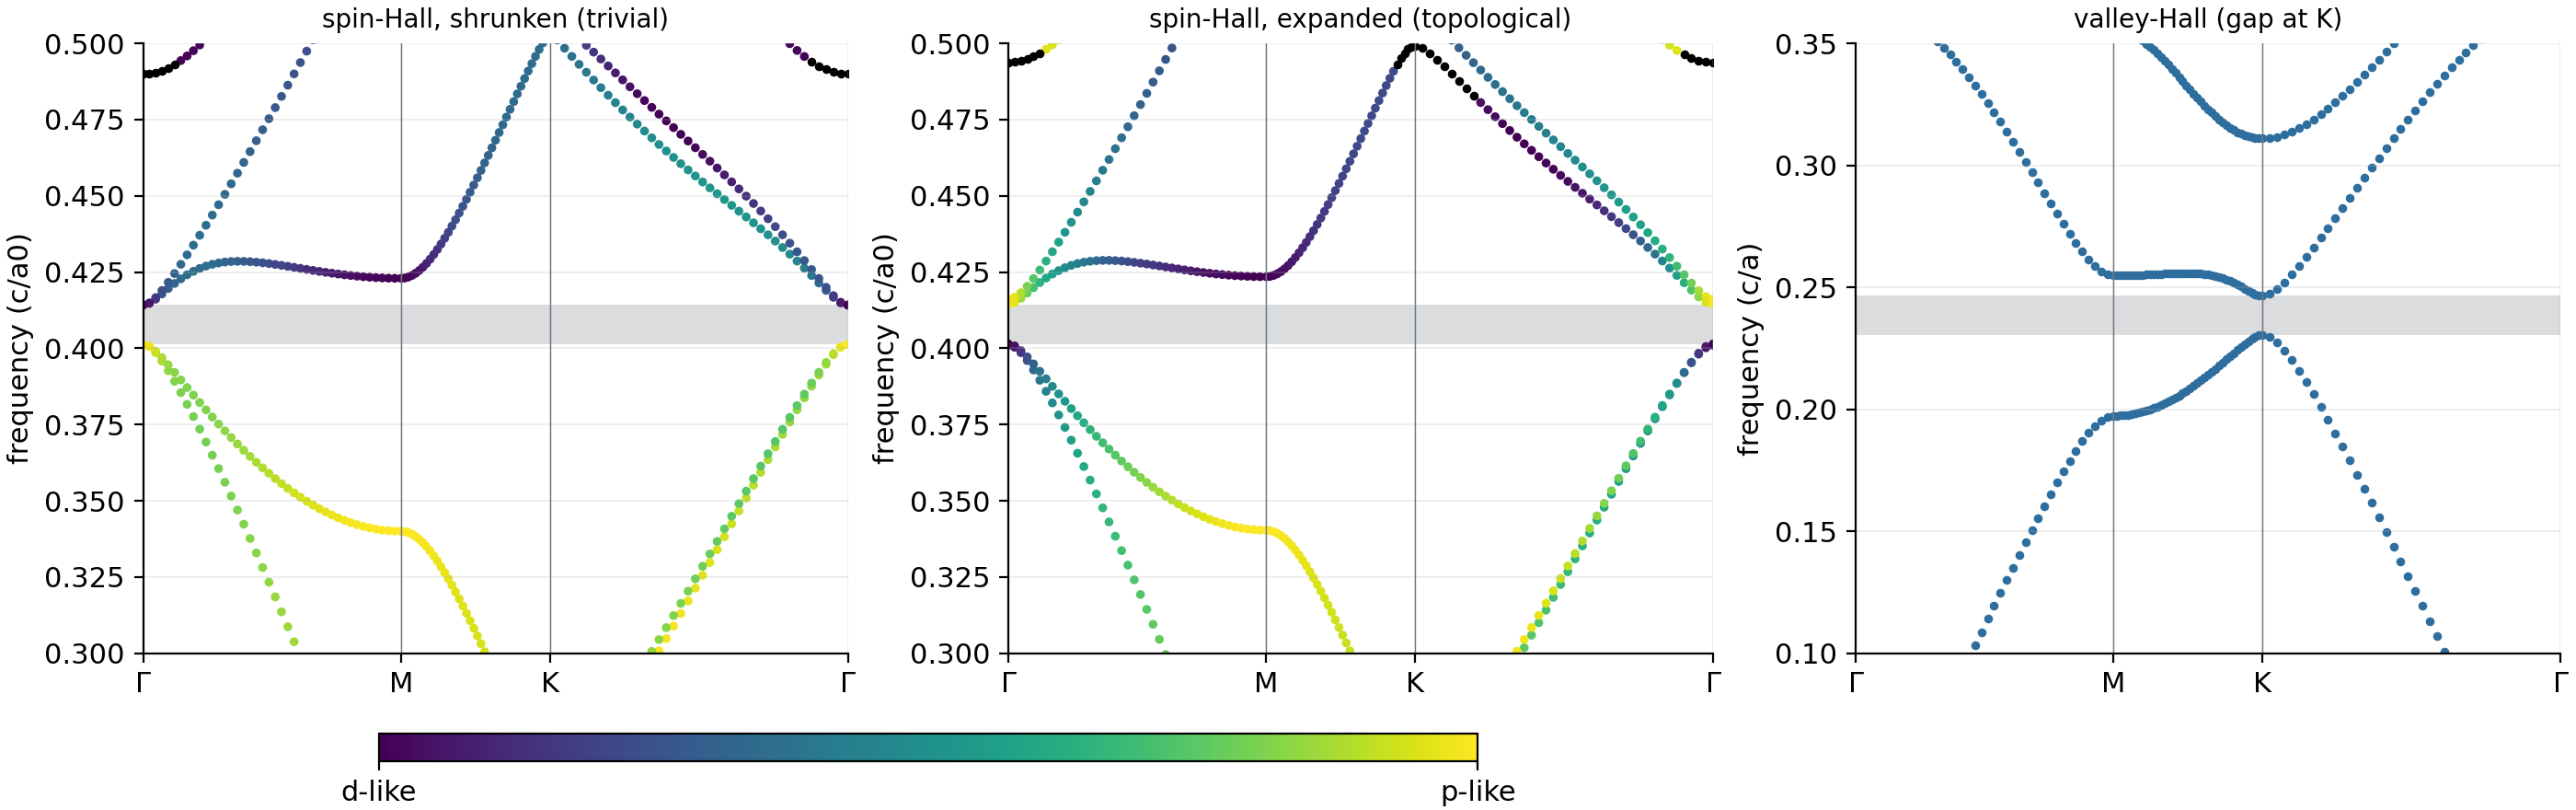 spin-Hall, shrunken (trivial)
frequency (c/a0)
0.500
0.475
0.450
0.425
0.400
0.375
0.350
0.325
0.300
Γ M K Γ
spin-Hall, expanded (topological)
frequency (c/a0)
0.500
0.475
0.450
0.425
0.400
0.375
0.350
0.325
0.300
Γ M K Γ
valley-Hall (gap at K)
frequency (c/a)
0.35
0.30
0.25
0.20
0.15
0.10
Γ M K Γ
d-like p-like